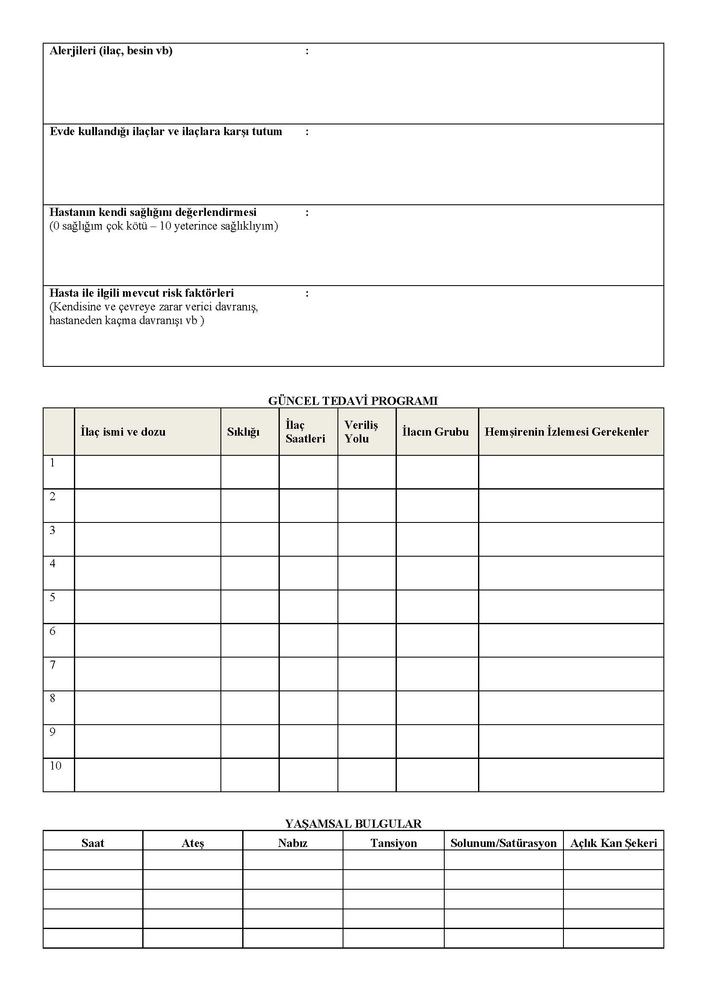 Alerjileri (ilaç, besin vb) :
Evde kullandığı ilaçlar ve ilaçlara karşı tutum :
Hastanın kendi sağlığını değerlendirmesi :
(0 sağlığım çok kötü – 10 yeterince sağlıklıyım)
Hasta ile ilgili mevcut risk faktörleri :
(Kendisine ve çevreye zarar verici davranış,
hastaneden kaçma davranışı vb )
GÜNCEL TEDAVİ PROGRAMI
İlaç ismi ve dozu Sıklığı İlaç Saatleri Veriliş Yolu İlacın Grubu Hemşirenin İzlemesi Gerekenler
1
2
3
4
5
6
7
8
9
10
YAŞAMSAL BULGULAR
Saat Ateş Nabız Tansiyon Solunum/Satürasyon Açlık Kan Şekeri